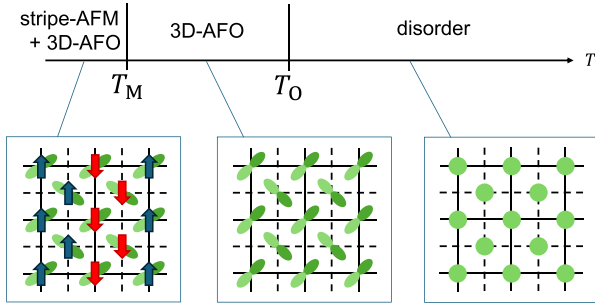 stripe-AFM
+ 3D-AFO
3D-AFO
disorder
T
T_M
T_O